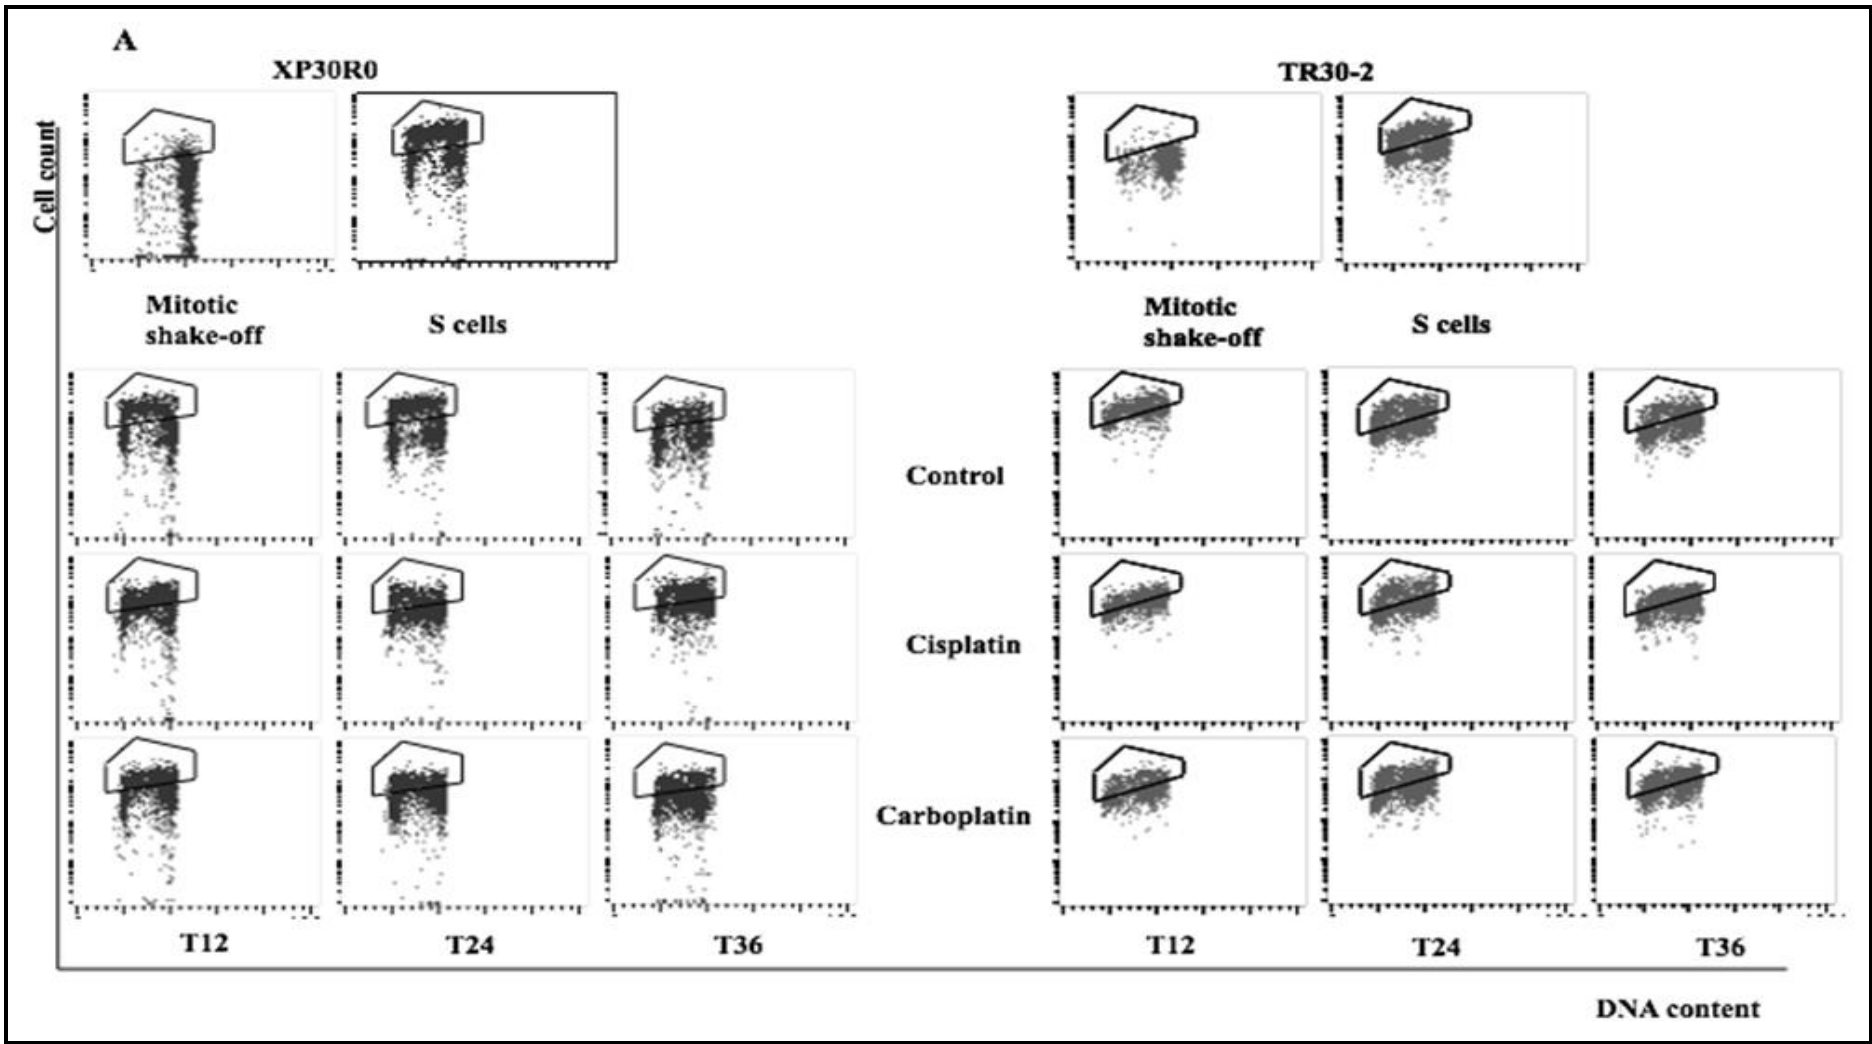 A
XP30R0
TR30-2
Cell count
Mitotic
shake-off
S cells
Mitotic
shake-off
S cells
Control
Cisplatin
Carboplatin
T12
T24
T36
T12
T24
T36
DNA content